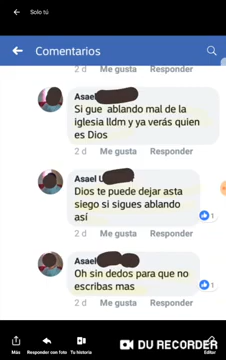 Solo tú
Comentarios
2 d Me gusta Responder
Asael
Si gue ablando mal de la
iglesia lldm y ya verás quien
es Dios
2 d Me gusta Responder
Asael
Dios te puede dejar asta
siego si sigues ablando
así
1
2 d Me gusta Responder
Asael
Oh sin dedos para que no
escribas mas
1
2 d Me gusta Responder
DU RECORDER
Más Responder con foto Tu historia Editar